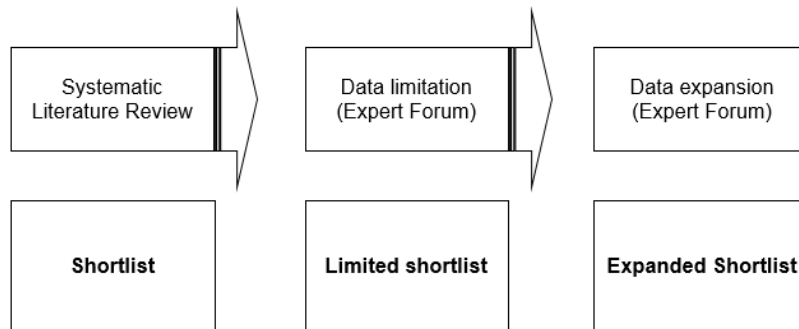 Systematic
Literature Review
Data limitation
(Expert Forum)
Data expansion
(Expert Forum)
Shortlist
Limited shortlist
Expanded Shortlist